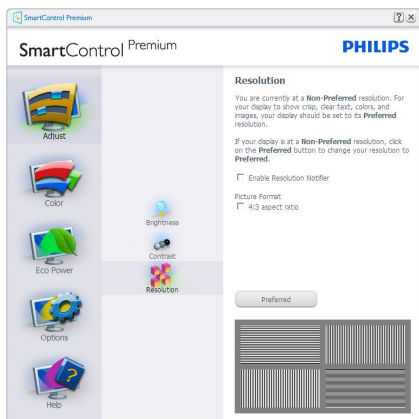 SmartControl Premium
SmartControl Premium
PHILIPS
Adjust
Color
Eco Power
Options
Help
Brightness
Contrast
Resolution
Resolution
You are currently at a Non-Preferred resolution. For
your display to show crisp, clear text, colors, and
images, your display should be set to its Preferred
resolution.
If your display is at a Non-Preferred resolution, click
on the Preferred button to change your resolution to
Preferred.
Enable Resolution Notifier
Picture Format
4:3 aspect ratio
Preferred